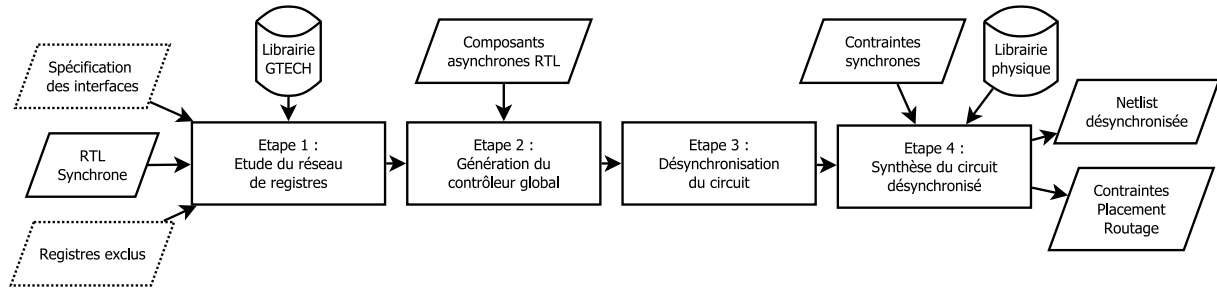 Spécification
des interfaces
RTL
Synchrone
Registres exclus
Librairie
GTECH
Etape 1 :
Etude du réseau
de registres
Composants
asynchrones RTL
Etape 2 :
Génération du
contrôleur global
Etape 3 :
Désynchronisation
du circuit
Contraintes
synchrones
Librairie
physique
Etape 4 :
Synthèse du circuit
désynchronisé
Netlist
désynchronisée
Contraintes
Placement
Routage